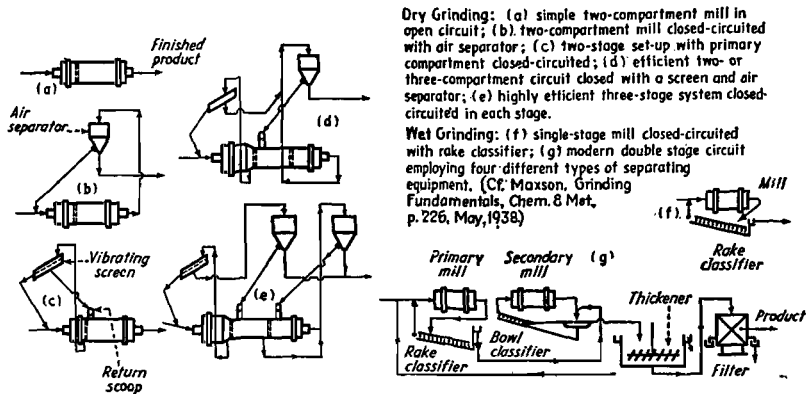 Dry Grinding: (a) simple two-compartment mill in
open circuit; (b) two-compartment mill closed-circuited
with air separator; (c) two-stage set-up with primary
compartment closed-circuited; (d) efficient two- or
three-compartment circuit closed with a screen and air
separator; (e) highly efficient three-stage system closed-
circuited in each stage.
Wet Grinding: (f) single-stage mill closed-circuited
with rake classifier; (g) modern double stage circuit
employing four different types of separating
equipment. (Cf. Maxson, Grinding
Fundamentals, Chem. & Met.,
p. 226, May, 1938)
Finished
product
(a)
Air
separator
(b)
(d)
Vibrating
screen
(c)
Return
scoop
(e)
Mill
(f)
Rake
classifier
Primary
mill
Secondary
mill
(g)
Rake
classifier
Bowl
classifier
Thickener
Product
Filter